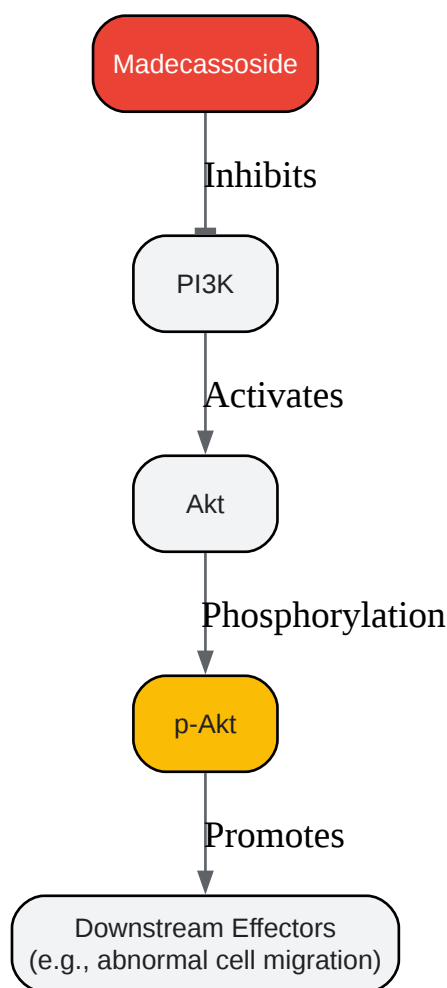 Madecassoside
Inhibits
PI3K
Activates
Akt
Phosphorylation
p-Akt
Promotes
Downstream Effectors
(e.g., abnormal cell migration)